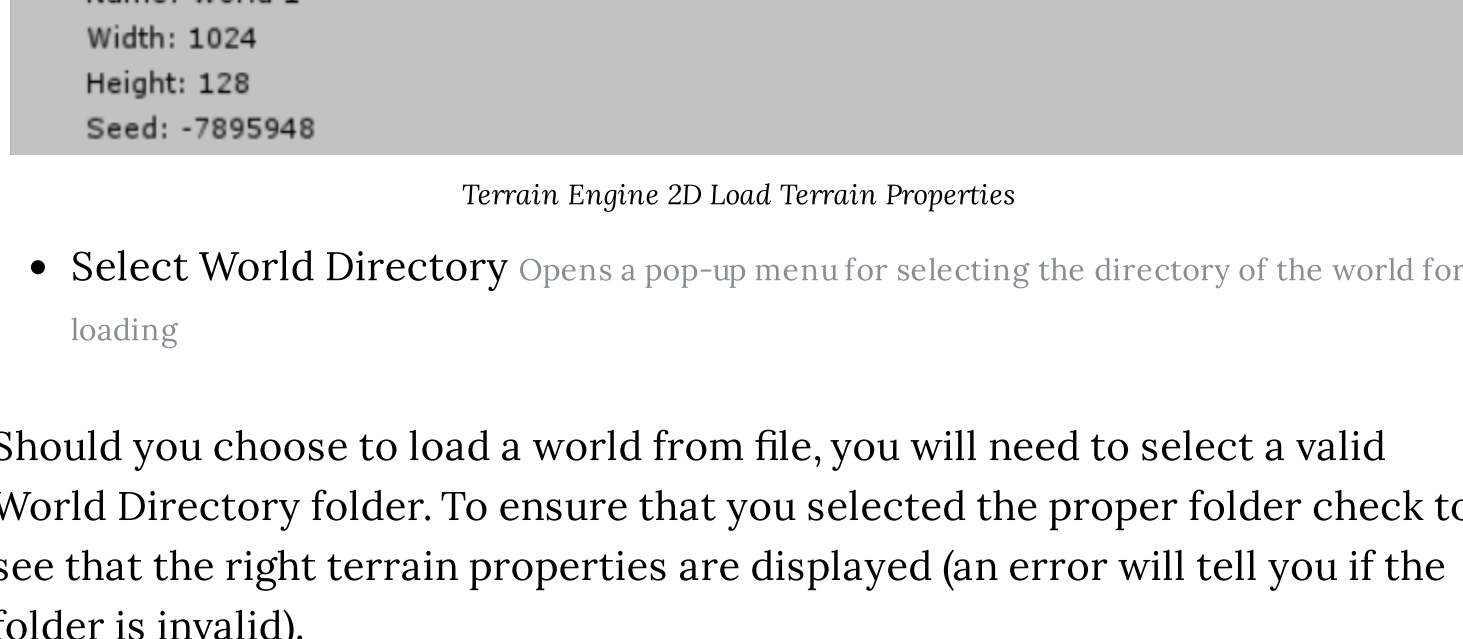 Name: World 1
Width: 1024
Height: 128
Seed: -7895948
Terrain Engine 2D Load Terrain Properties
• Select World Directory Opens a pop-up menu for selecting the directory of the world for
loading
Should you choose to load a world from file, you will need to select a valid
World Directory folder. To ensure that you selected the proper folder check to
see that the right terrain properties are displayed (an error will tell you if the
folder is invalid).